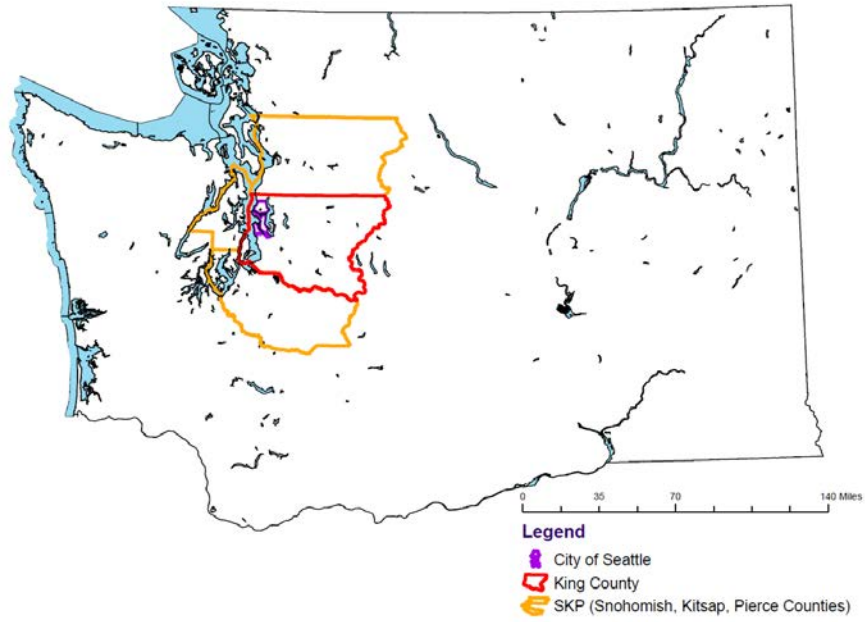 0 35 70 140 Miles
Legend
City of Seattle
King County
SKP (Snohomish, Kitsap, Pierce Counties)